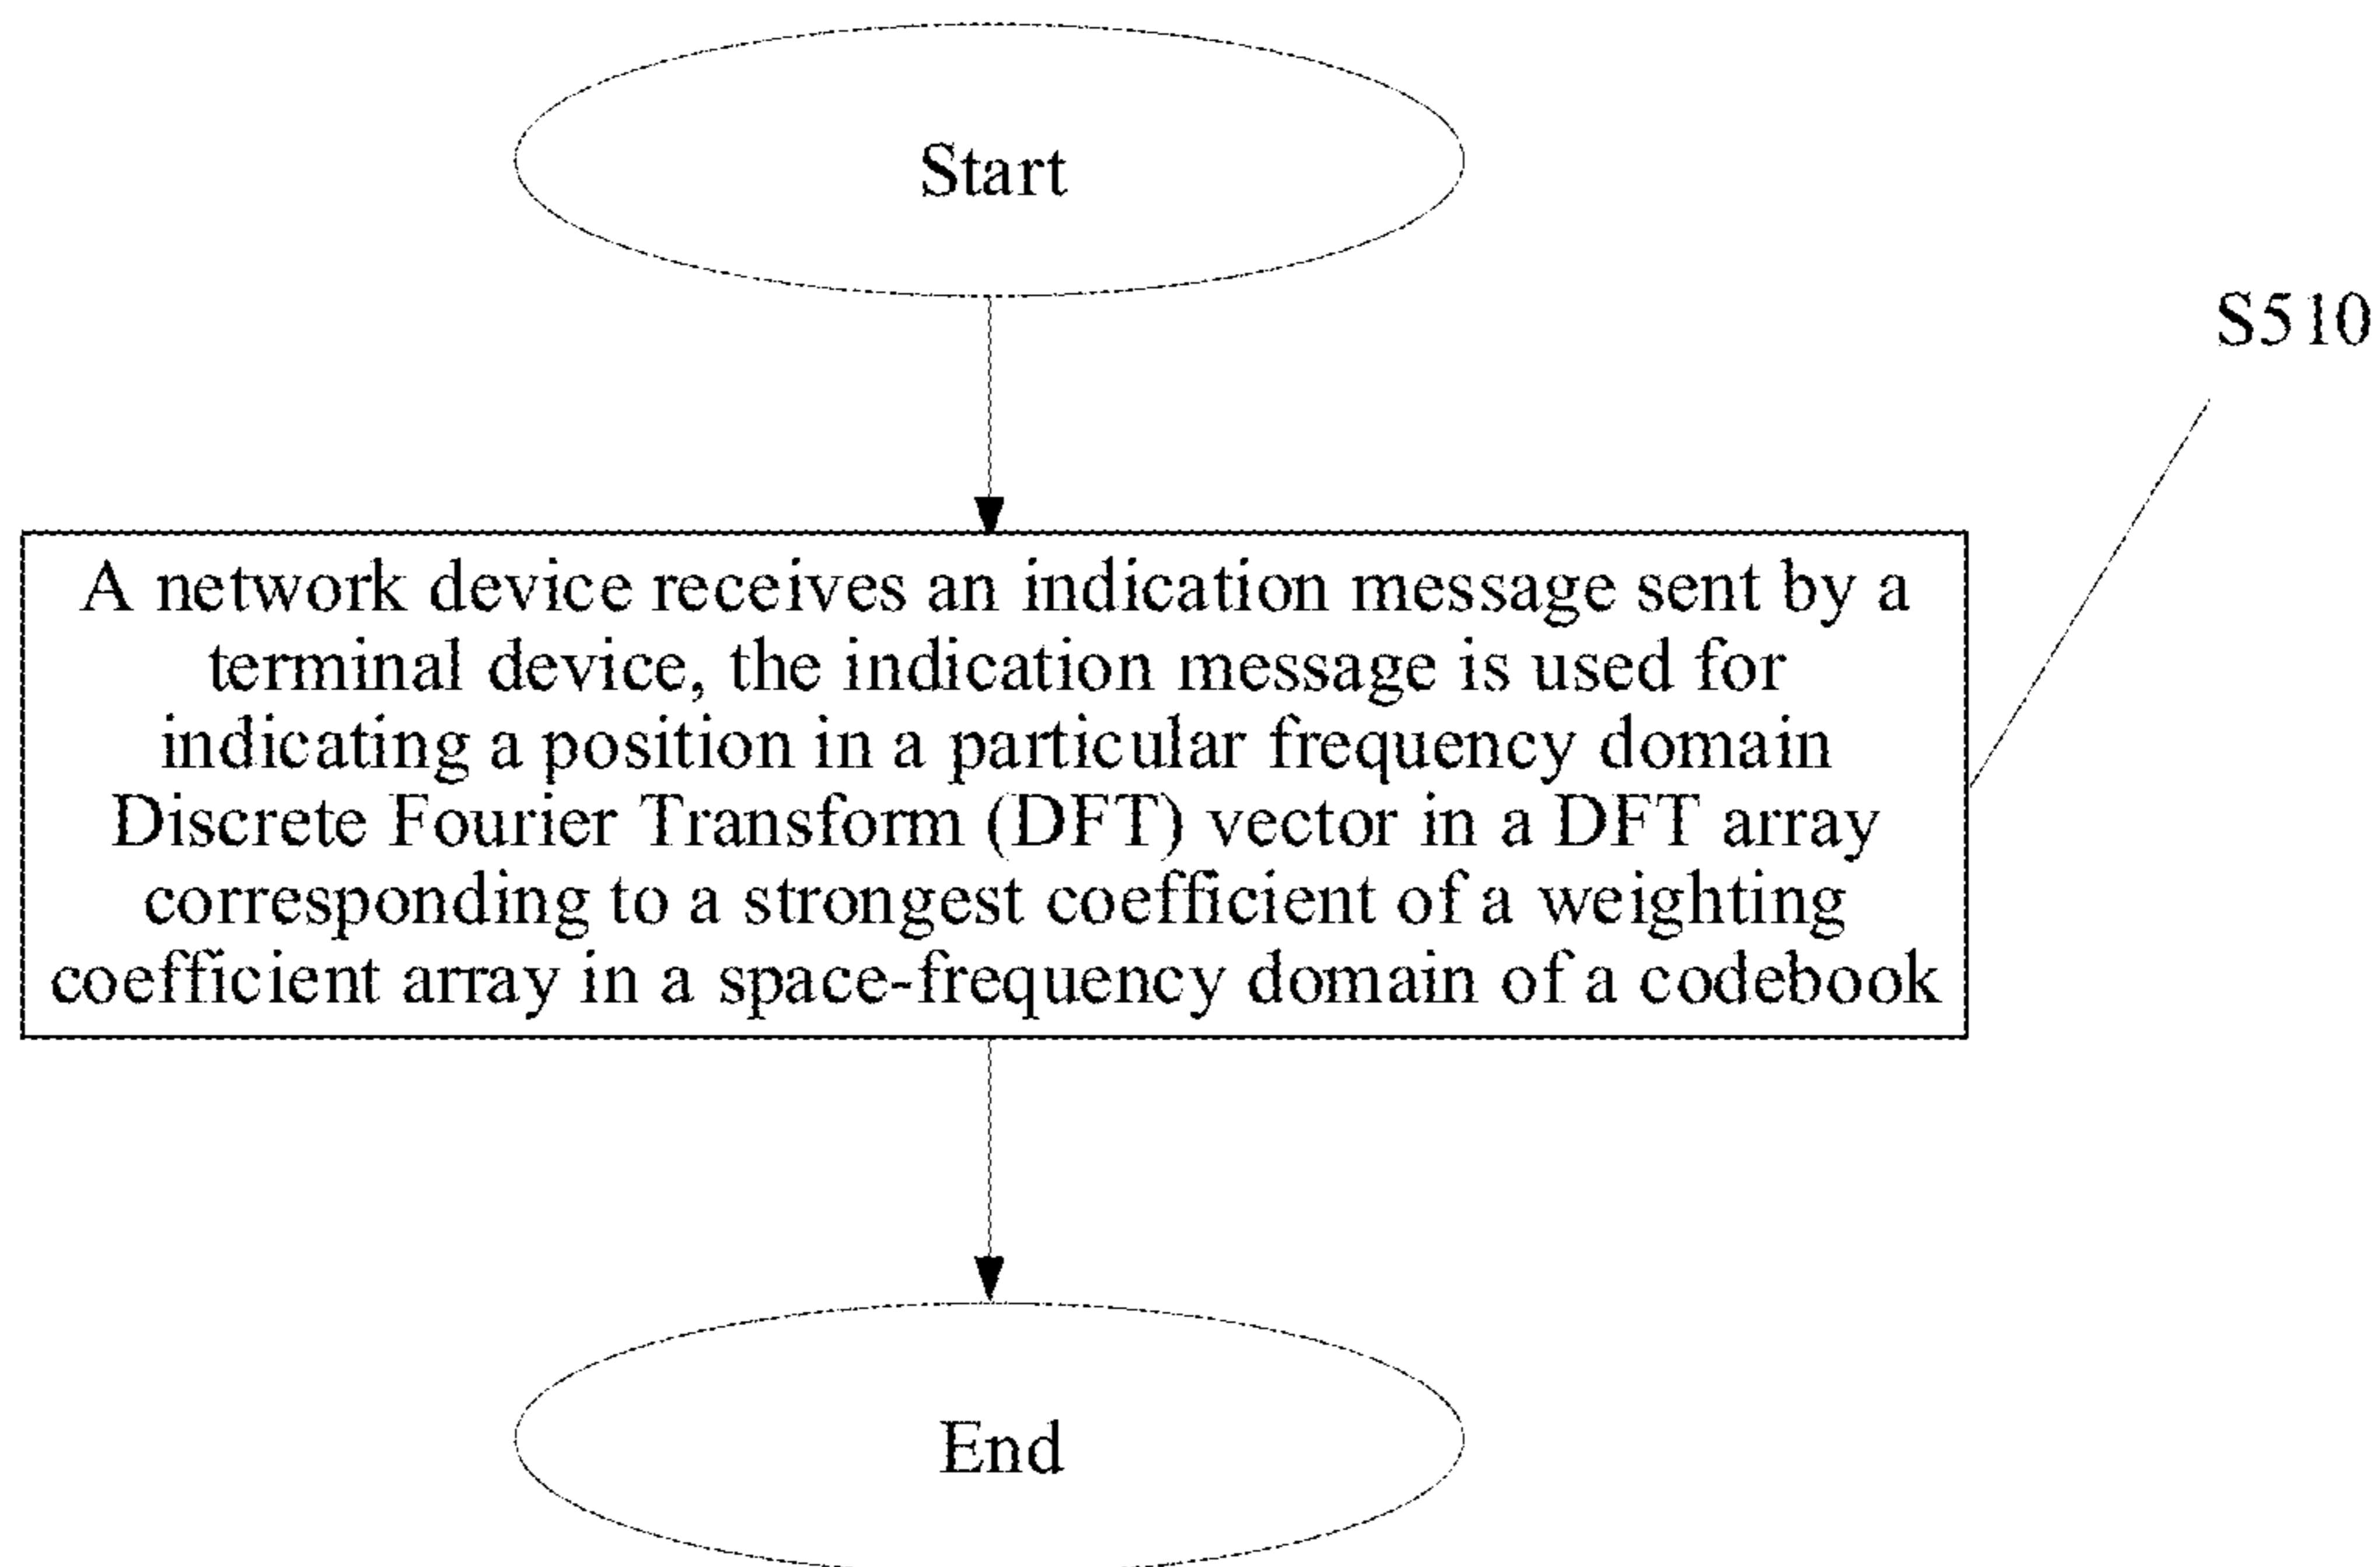 Start
S510
A network device receives an indication message sent by a
terminal device, the indication message is used for
indicating a position in a particular frequency domain
Discrete Fourier Transform (DFT) vector in a DFT array
corresponding to a strongest coefficient of a weighting
coefficient array in a space-frequency domain of a codebook
End